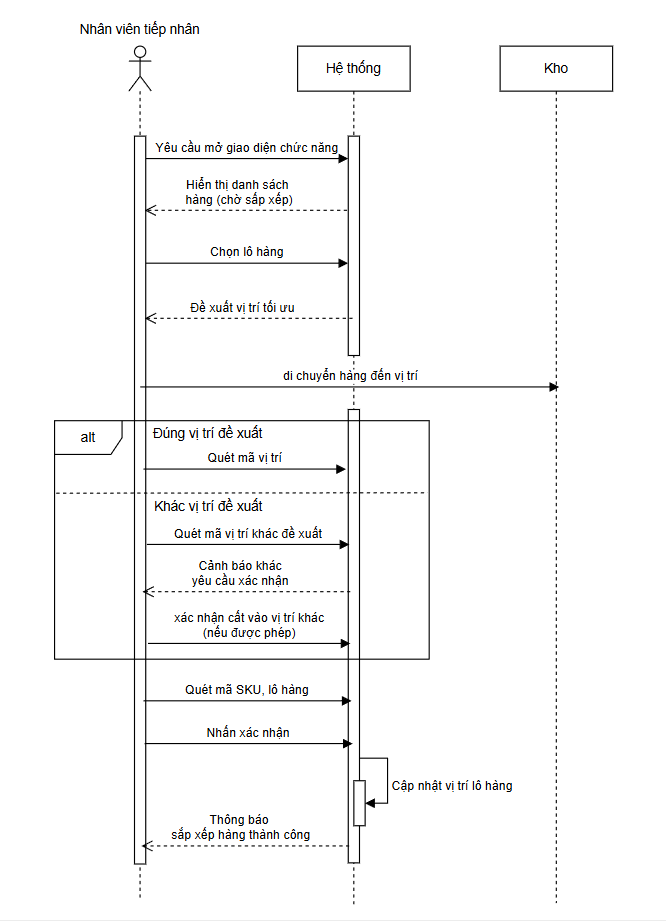 Nhân viên tiếp nhân
Hệ thống
Kho
Yêu cầu mở giao diện chức năng
Hiển thị danh sách
hàng (chờ sắp xếp)
Chọn lô hàng
Đề xuất vị trí tối ưu
di chuyển hàng đến vị trí
alt
Đúng vị trí đề xuất
Quét mã vị trí
Khác vị trí đề xuất
Quét mã vị trí khác đề xuất
Cảnh báo khác
yêu cầu xác nhận
xác nhận cất vào vị trí khác
(nếu được phép)
Quét mã SKU, lô hàng
Nhấn xác nhận
Cập nhật vị trí lô hàng
Thông báo
sắp xếp hàng thành công